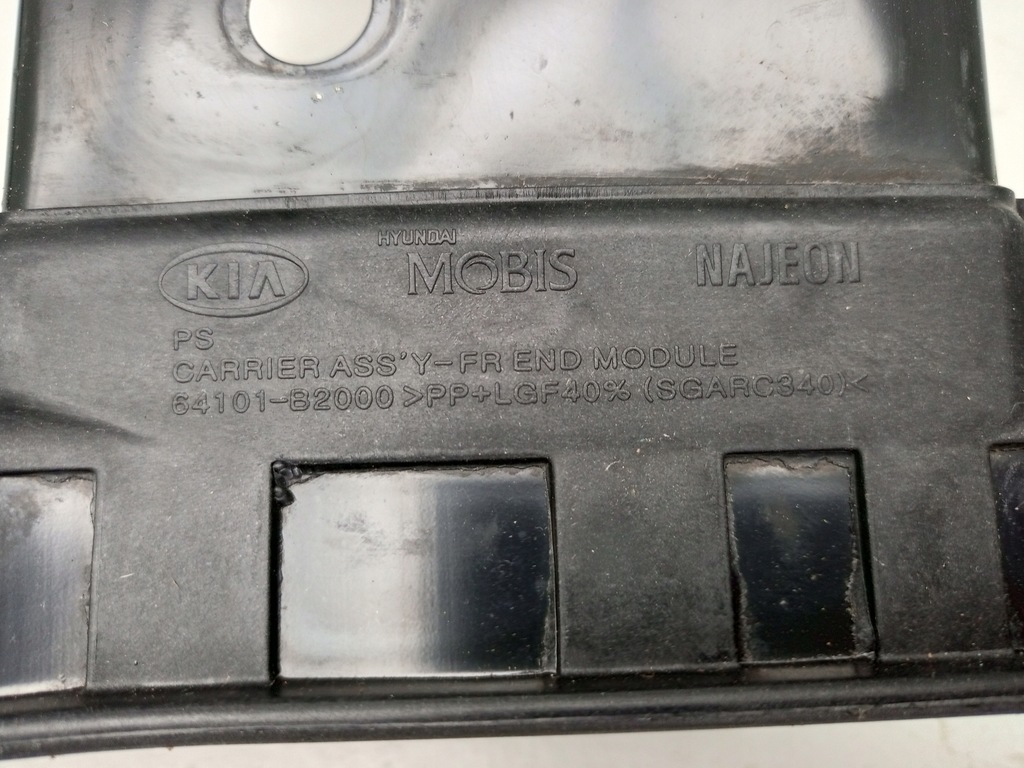 KIA HYUNDAI MOBIS NAJEON
PS
CARRIER ASS'Y-FR END MODULE
64101-B2000 >PP+LGF40% (SGARC340)<